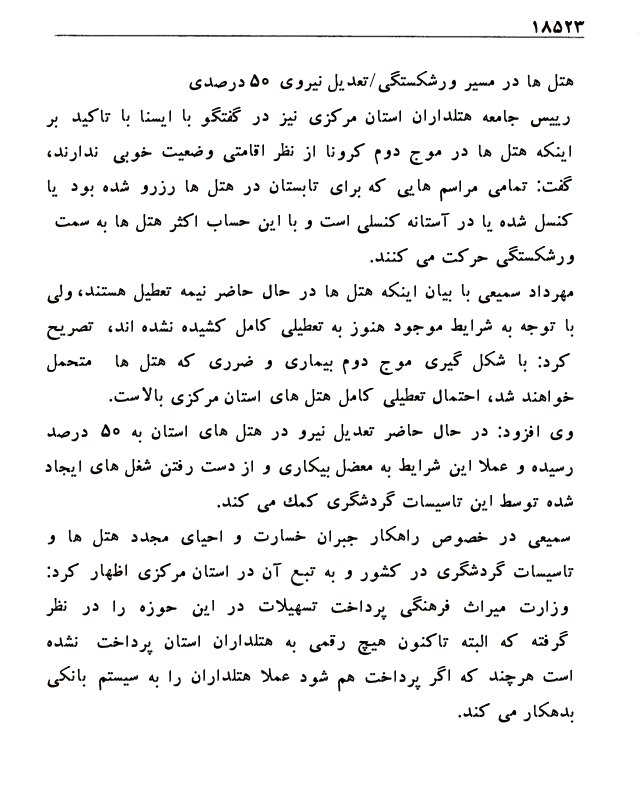 ۱۸۵۲۳
هتل ها در مسیر ورشکستگی/تعدیل نیروی ۵۰ درصدی
رییس جامعه هتلداران استان مرکزی نیز در گفتگو با ایسنا با تاکید بر
اینکه هتل ها در موج دوم کرونا از نظر اقامتی وضعیت خوبی ندارند،
گفت: تمامی مراسم هایی که برای تابستان در هتل ها رزرو شده بود یا
کنسل شده یا در آستانه کنسلی است و با این حساب اکثر هتل ها به سمت
ورشکستگی حرکت می کنند.
مهرداد سمیعی با بیان اینکه هتل ها در حال حاضر نیمه تعطیل هستند، ولی
با توجه به شرایط موجود هنوز به تعطیلی کامل کشیده نشده اند، تصریح
کرد: با شکل گیری موج دوم بیماری و ضرری که هتل ها متحمل
خواهند شد، احتمال تعطیلی کامل هتل های استان مرکزی بالاست.
وی افزود: در حال حاضر تعدیل نیرو در هتل های استان به ۵۰ درصد
رسیده و عملا این شرایط به معضل بیکاری و از دست رفتن شغل های ایجاد
شده توسط این تاسیسات گردشگری کمك می کند.
سمیعی در خصوص راهکار جبران خسارت و احیای مجدد هتل ها و
تاسیسات گردشگری در کشور و به تبع آن در استان مرکزی اظهار کرد:
وزارت میراث فرهنگی پرداخت تسهیلات در این حوزه را در نظر
گرفته که البته تاکنون هیچ رقمی به هتلداران استان پرداخت نشده
است هرچند که اگر پرداخت هم شود عملا هتلداران را به سیستم بانکی
بدهکار می کند.